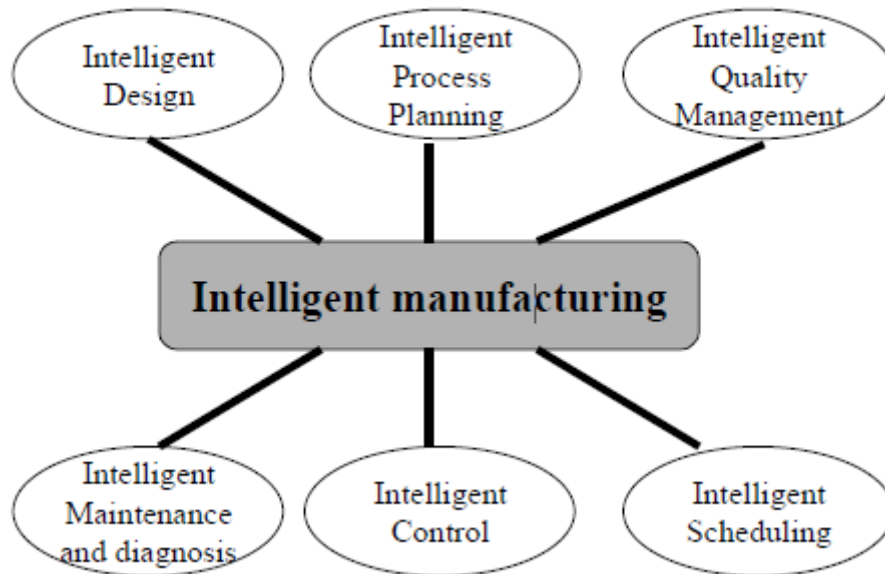 Intelligent
Design
Intelligent
Process
Planning
Intelligent
Quality
Management
Intelligent manufacturing
Intelligent
Maintenance
and diagnosis
Intelligent
Control
Intelligent
Scheduling